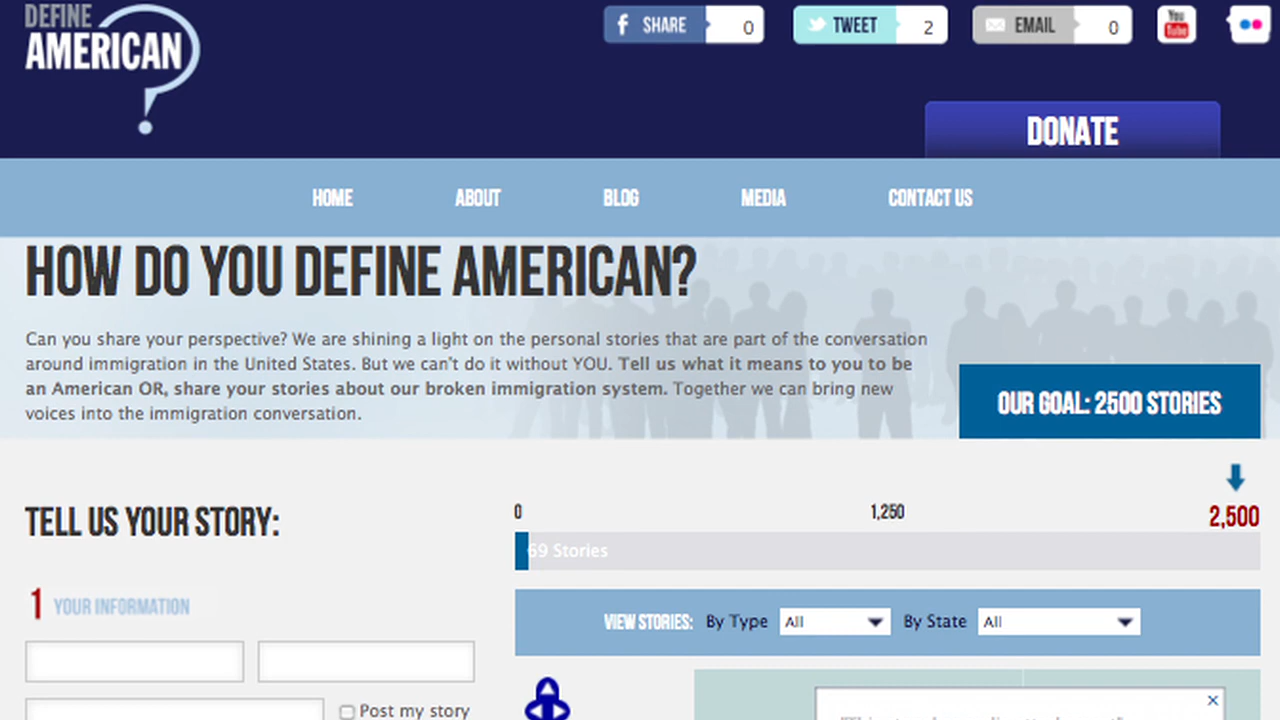 DEFINE
AMERICAN
SHARE 0
TWEET 2
EMAIL 0
You Tube
DONATE
HOME ABOUT BLOG MEDIA CONTACT US
HOW DO YOU DEFINE AMERICAN?
Can you share your perspective? We are shining a light on the personal stories that are part of the conversation
around immigration in the United States. But we can't do it without YOU. Tell us what it means to you to be
an American OR, share your stories about our broken immigration system. Together we can bring new
voices into the immigration conversation.
OUR GOAL: 2500 STORIES
TELL US YOUR STORY:
0 1,250 2,500
69 Stories
1 YOUR INFORMATION
VIEW STORIES: By Type All By State All
Post my story